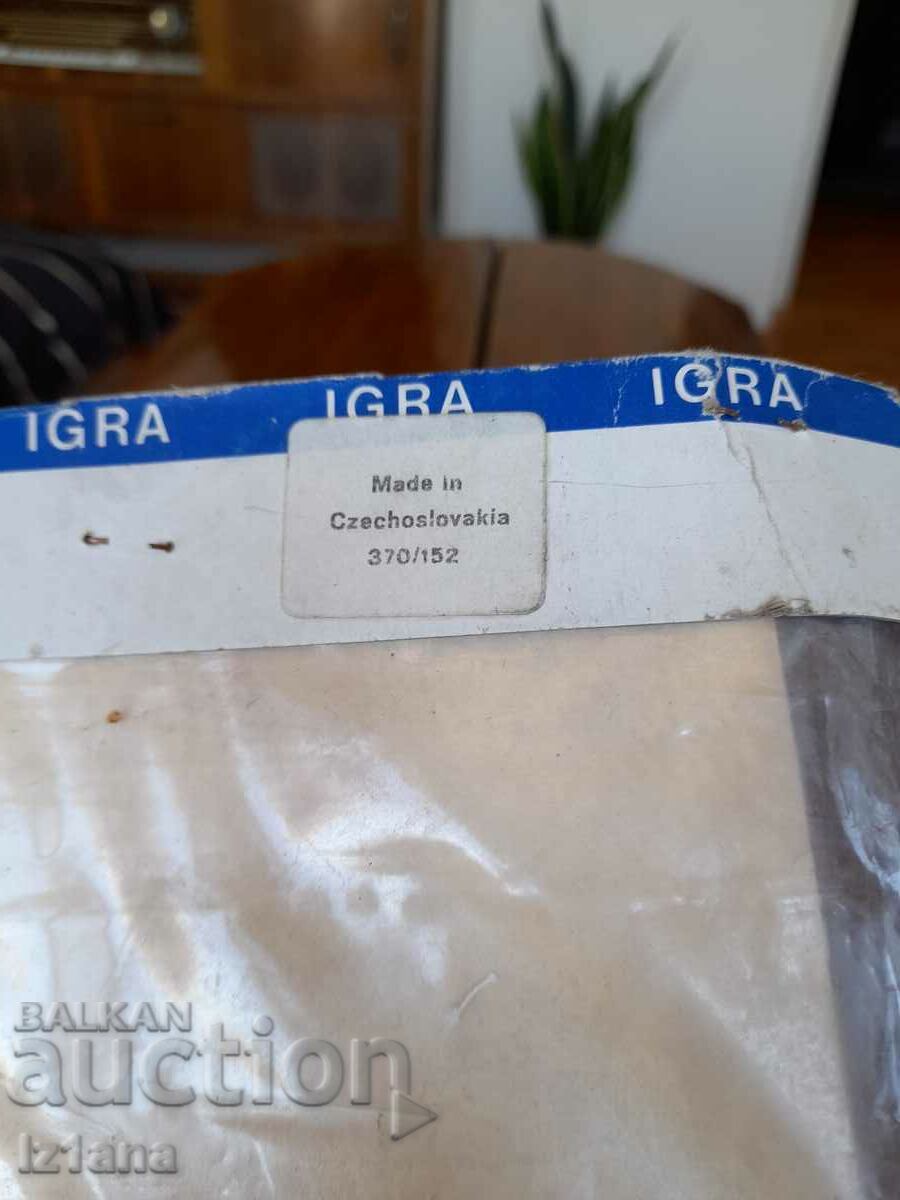 IGRA IGRA IGRA
Made in
Czechoslovakia
370/152
BALKAN
auction
Iz1ana